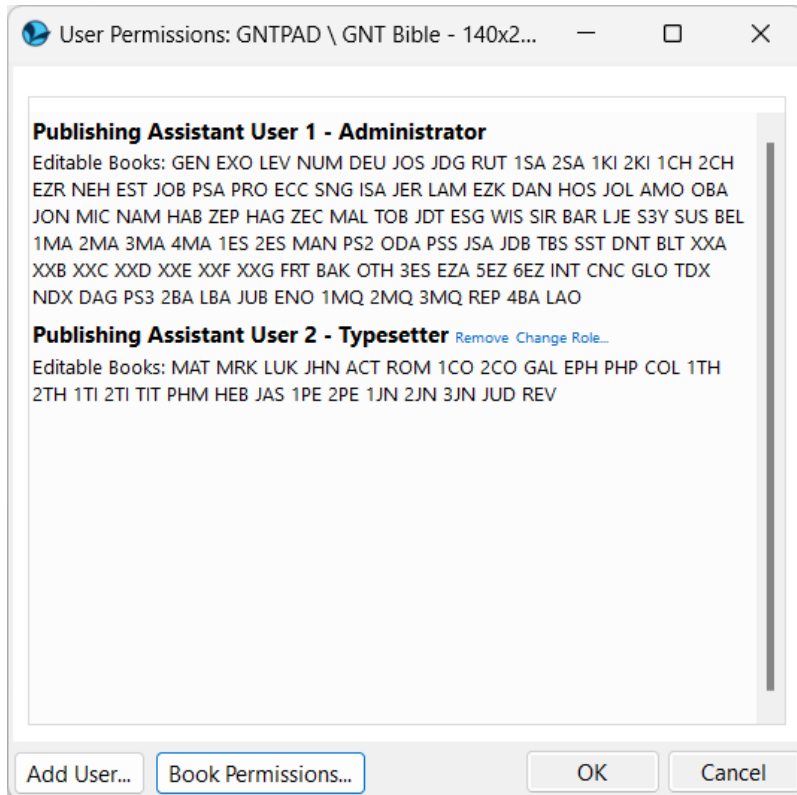 User Permissions: GNTPAD \ GNT Bible - 140x2...
Publishing Assistant User 1 - Administrator
Editable Books: GEN EXO LEV NUM DEU JOS JDG RUT 1SA 2SA 1KI 2KI 1CH 2CH
EZR NEH EST JOB PSA PRO ECC SNG ISA JER LAM EZK DAN HOS JOL AMO OBA
JON MIC NAM HAB ZEP HAG ZEC MAL TOB JDT ESG WIS SIR BAR LJE S3Y SUS BEL
1MA 2MA 3MA 4MA 1ES 2ES MAN PS2 ODA PSS JSA JDB TBS SST DNT BLT XXA
XXB XXC XXD XXE XXF XXG FRT BAK OTH 3ES EZA 5EZ 6EZ INT CNC GLO TDX
NDX DAG PS3 2BA LBA JUB ENO 1MQ 2MQ 3MQ REP 4BA LAO
Publishing Assistant User 2 - Typesetter Remove Change Role...
Editable Books: MAT MRK LUK JHN ACT ROM 1CO 2CO GAL EPH PHP COL 1TH
2TH 1TI 2TI TIT PHM HEB JAS 1PE 2PE 1JN 2JN 3JN JUD REV
Add User... Book Permissions... OK Cancel